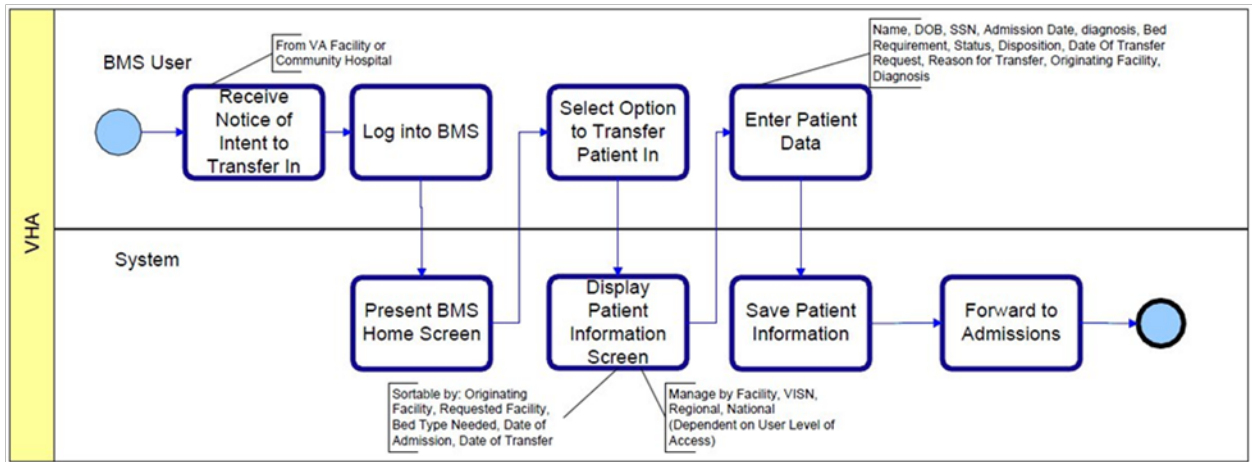 VHA
BMS User
From VA Facility or
Community Hospital
Name, DOB, SSN, Admission Date, diagnosis, Bed
Requirement, Status, Disposition, Date Of Transfer
Request, Reason for Transfer, Originating Facility,
Diagnosis
Receive
Notice of
Intent to
Transfer In
Log into BMS
Select Option
to Transfer
Patient In
Enter Patient
Data
System
Present BMS
Home Screen
Display
Patient
Information
Screen
Save Patient
Information
Forward to
Admissions
Sortable by: Originating
Facility, Requested Facility,
Bed Type Needed, Date of
Admission, Date of Transfer
Manage by Facility, VISN,
Regional, National
(Dependent on User Level of
Access)